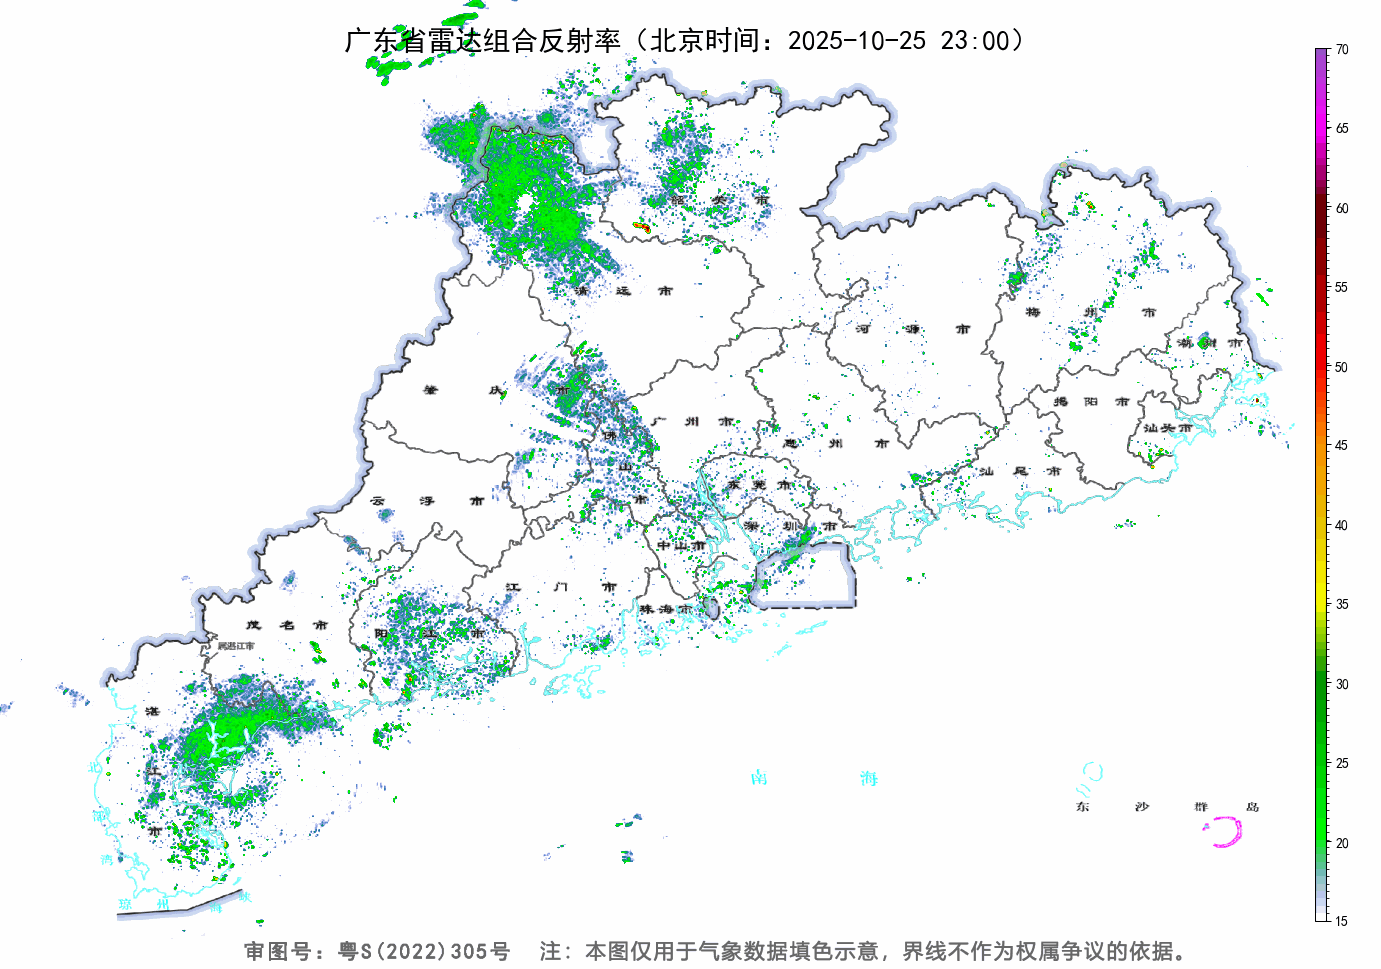 广东省雷达组合反射率（北京时间：2025-10-25 23:00）
70
65
60
55
50
45
40
35
30
25
20
15
韶关市
清远市
河源市
梅州市
潮州市
肇庆市
广州市
惠州市
揭阳市
汕头市
佛山市
东莞市
汕尾市
云浮市
深圳市
中山市
江门市
珠海市
茂名市
属湛江市
阳江市
湛江市
南海
东沙群岛
北部湾
琼州海峡
审图号：粤S(2022)305号 注：本图仅用于气象数据填色示意，界线不作为权属争议的依据。